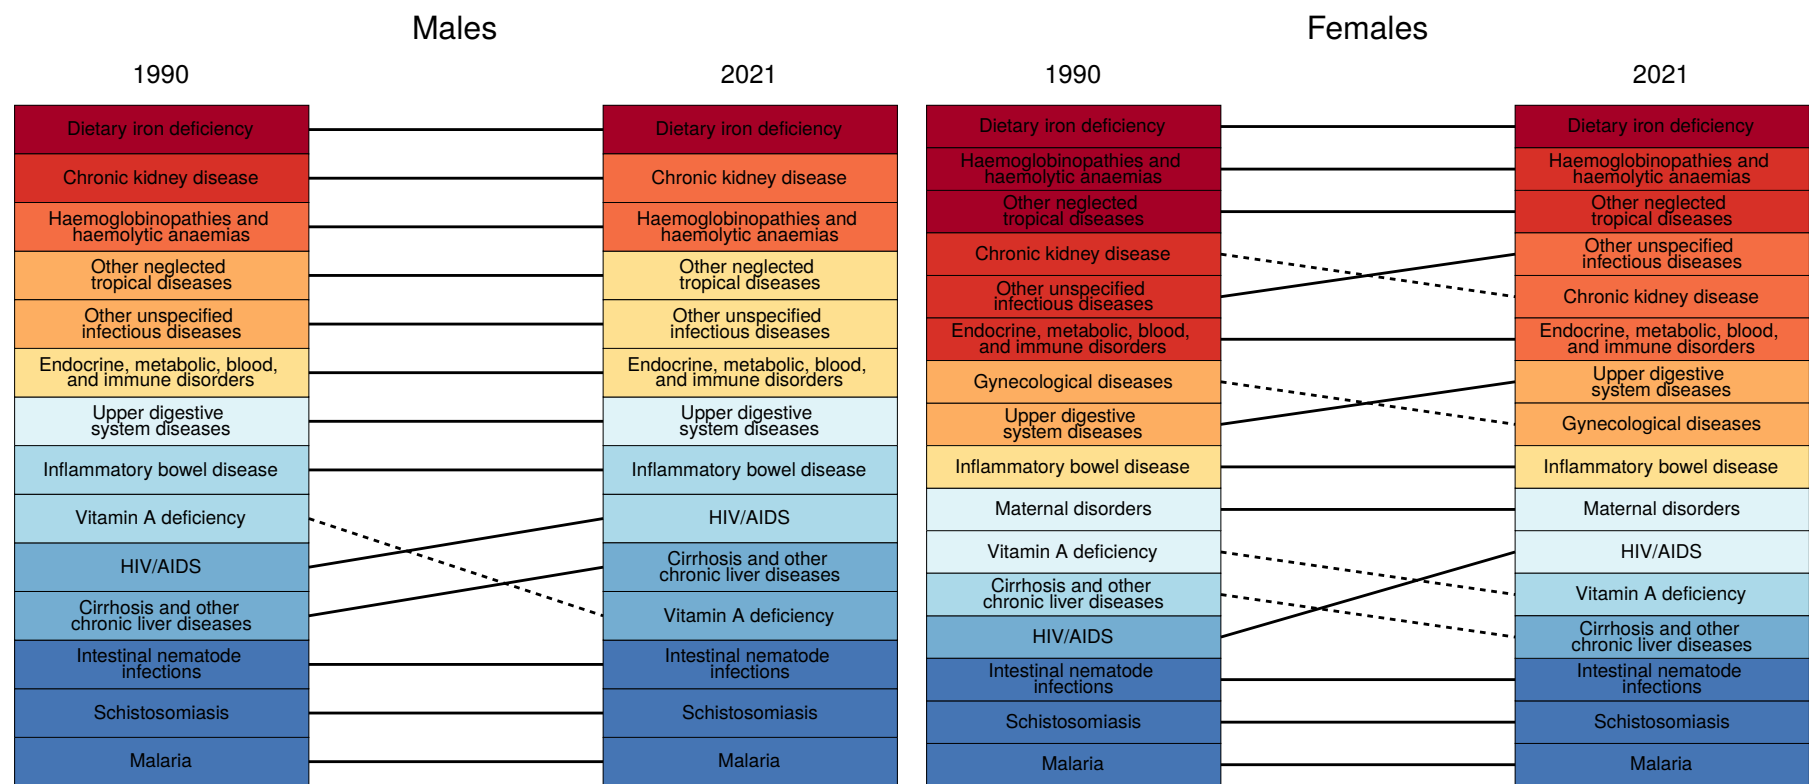 Males
1990
2021
Dietary iron deficiency
Chronic kidney disease
Haemoglobinopathies and
haemolytic anaemias
Other neglected
tropical diseases
Other unspecified
infectious diseases
Endocrine, metabolic, blood,
and immune disorders
Upper digestive
system diseases
Inflammatory bowel disease
Vitamin A deficiency
HIV/AIDS
Cirrhosis and other
chronic liver diseases
Intestinal nematode
infections
Schistosomiasis
Malaria
Dietary iron deficiency
Chronic kidney disease
Haemoglobinopathies and
haemolytic anaemias
Other neglected
tropical diseases
Other unspecified
infectious diseases
Endocrine, metabolic, blood,
and immune disorders
Upper digestive
system diseases
Inflammatory bowel disease
HIV/AIDS
Cirrhosis and other
chronic liver diseases
Vitamin A deficiency
Intestinal nematode
infections
Schistosomiasis
Malaria
Females
1990
2021
Dietary iron deficiency
Haemoglobinopathies and
haemolytic anaemias
Other neglected
tropical diseases
Chronic kidney disease
Other unspecified
infectious diseases
Endocrine, metabolic, blood,
and immune disorders
Gynecological diseases
Upper digestive
system diseases
Inflammatory bowel disease
Maternal disorders
Vitamin A deficiency
Cirrhosis and other
chronic liver diseases
HIV/AIDS
Intestinal nematode
infections
Schistosomiasis
Malaria
Dietary iron deficiency
Haemoglobinopathies and
haemolytic anaemias
Other neglected
tropical diseases
Other unspecified
infectious diseases
Chronic kidney disease
Endocrine, metabolic, blood,
and immune disorders
Upper digestive
system diseases
Gynecological diseases
Inflammatory bowel disease
Maternal disorders
HIV/AIDS
Vitamin A deficiency
Cirrhosis and other
chronic liver diseases
Intestinal nematode
infections
Schistosomiasis
Malaria